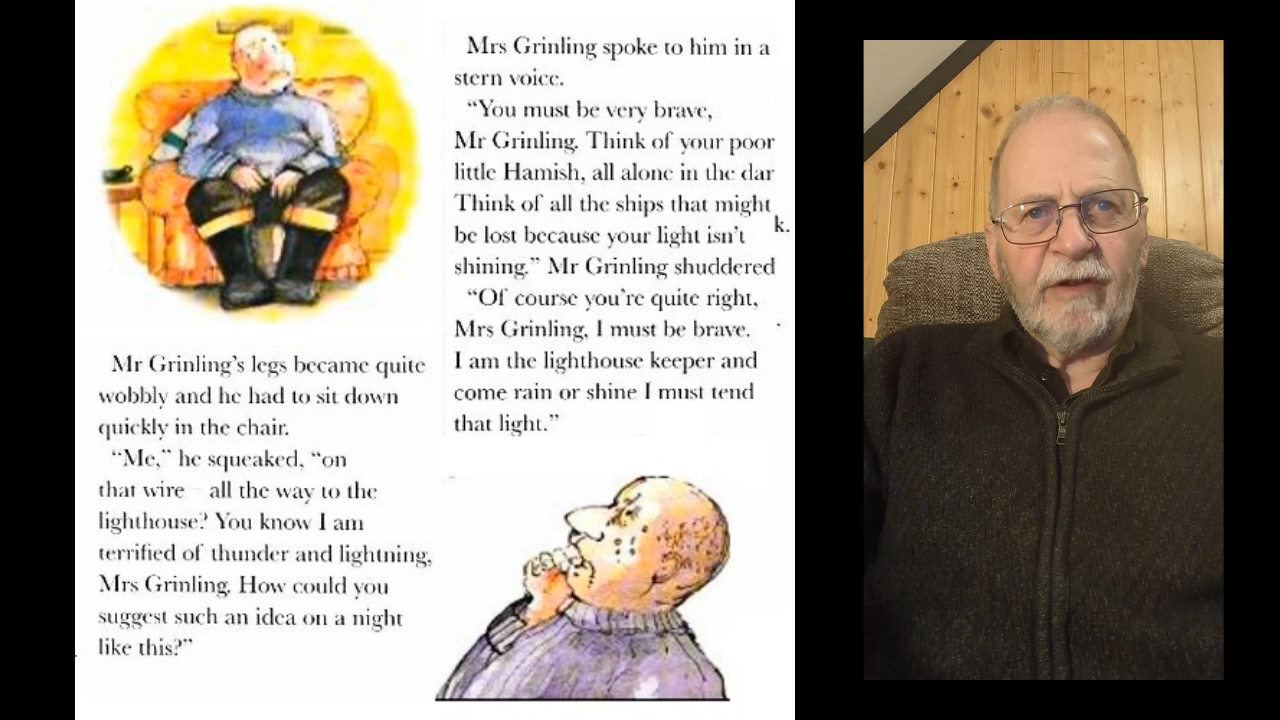 Mr Grinling's legs became quite
wobbly and he had to sit down
quickly in the chair.
“Me,” he squeaked, “on
that wire – all the way to the
lighthouse? You know I am
terrified of thunder and lightning,
Mrs Grinling. How could you
suggest such an idea on a night
like this?”
Mrs Grinling spoke to him in a
stern voice.
“You must be very brave,
Mr Grinling. Think of your poor
little Hamish, all alone in the dar
k.
Think of all the ships that might
be lost because your light isn't
shining.” Mr Grinling shuddered
.
“Of course you're quite right,
Mrs Grinling, I must be brave.
I am the lighthouse keeper and
come rain or shine I must tend
that light.”